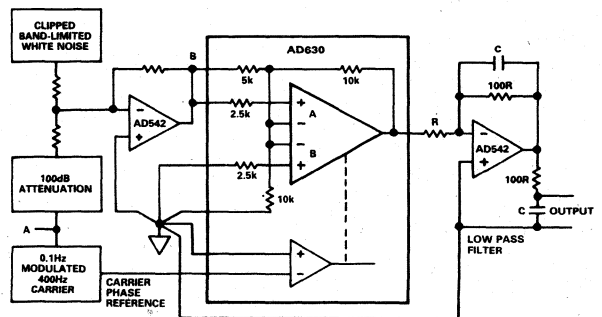 CLIPPED
BAND-LIMITED
WHITE NOISE
B
AD630
C
5k
10k
100R
AD542
2.5k
A
R
AD542
B
100dB
ATTENUATION
2.5k
100R
10k
A
C
OUTPUT
LOW PASS
FILTER
0.1Hz
MODULATED
400Hz
CARRIER
CARRIER
PHASE
REFERENCE
+
−
−
+
−
+
−
+
+
−